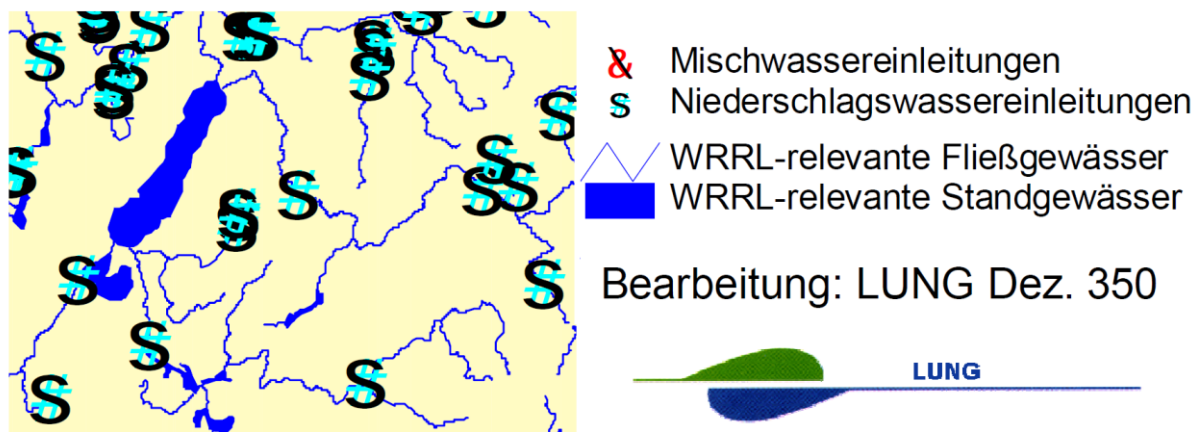 Mischwassereinleitungen
Niederschlagswassereinleitungen
WRRL-relevante Fließgewässer
WRRL-relevante Standgewässer
Bearbeitung: LUNG Dez. 350
LUNG